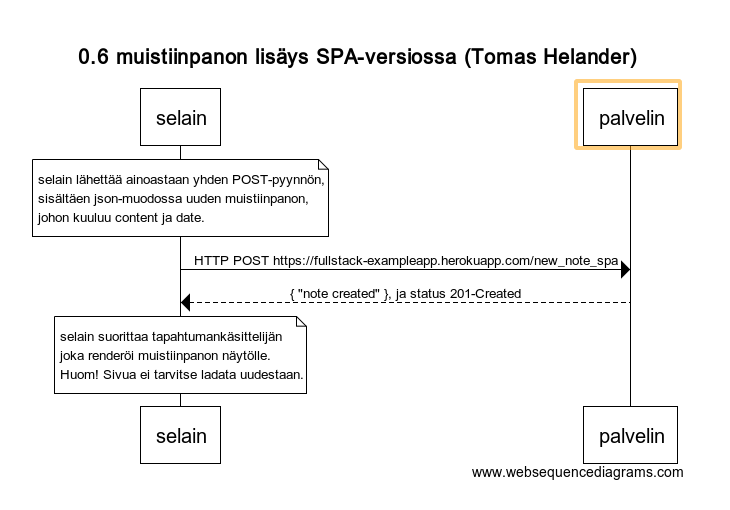 0.6 muistiinpanon lisäys SPA-versiossa (Tomas Helander)
selain
palvelin
selain lähettää ainoastaan yhden POST-pyynnön,
sisältäen json-muodossa uuden muistiinpanon,
johon kuuluu content ja date.
HTTP POST https://fullstack-exampleapp.herokuapp.com/new_note_spa
{ "note created" }, ja status 201-Created
selain suorittaa tapahtumankäsittelijän
joka renderöi muistiinpanon näytölle.
Huom! Sivua ei tarvitse ladata uudestaan.
selain
palvelin
www.websequencediagrams.com